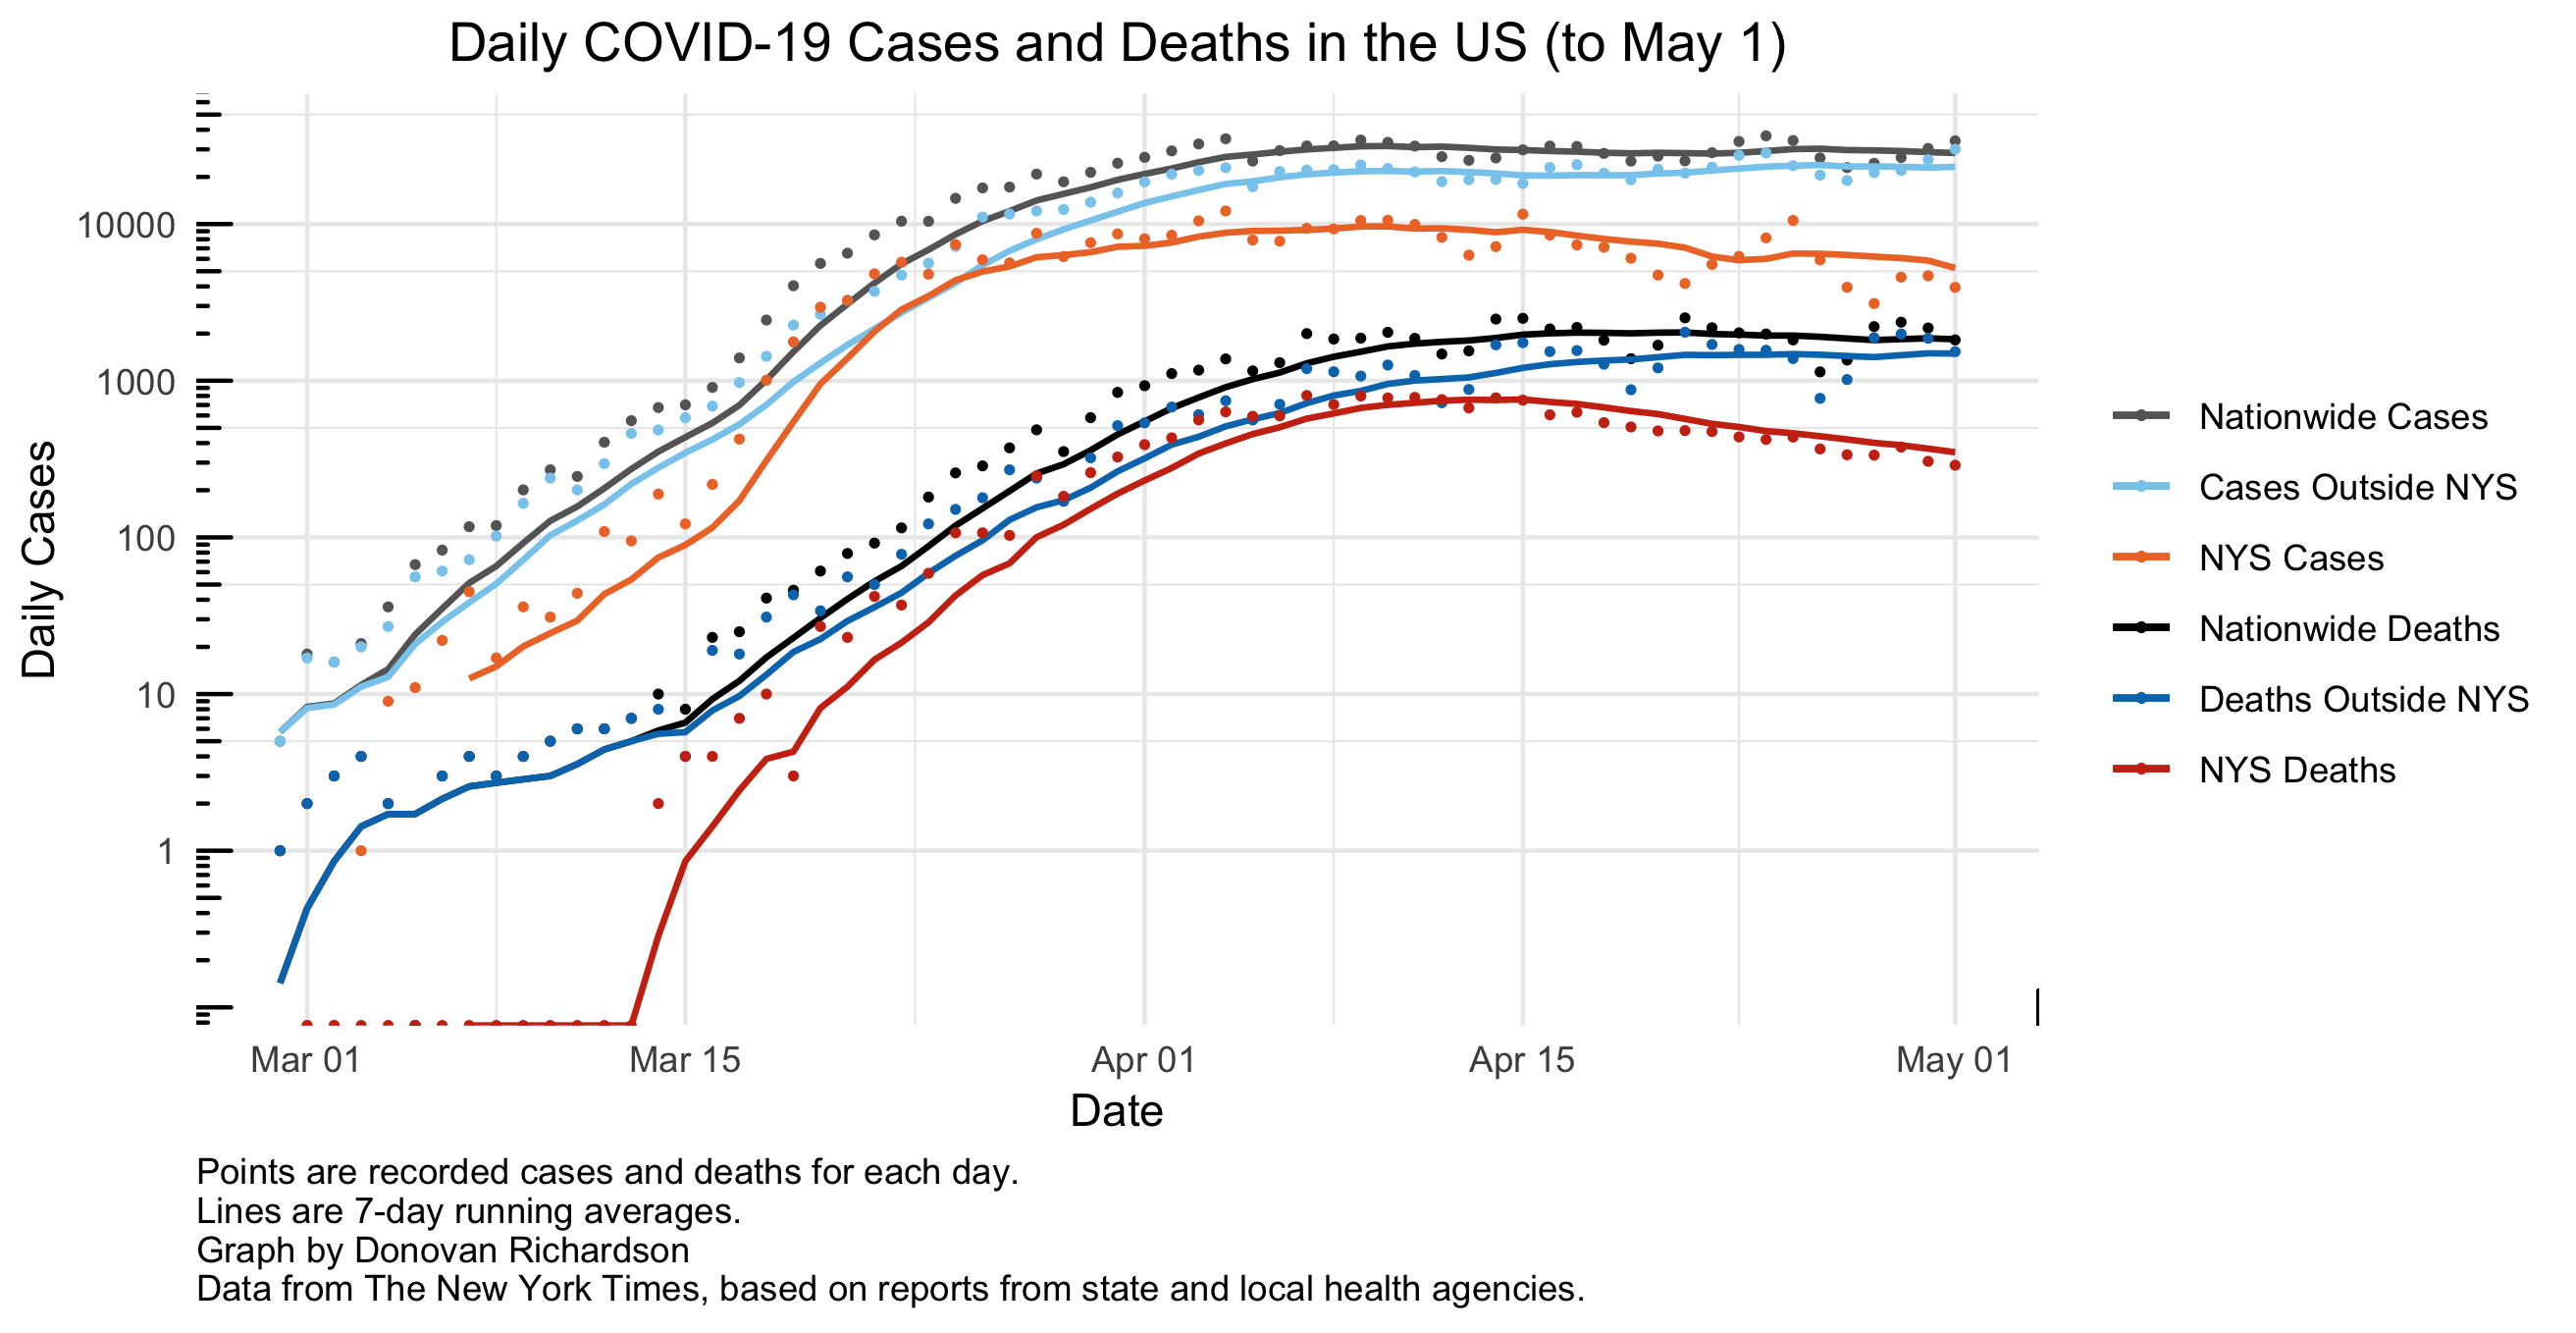 Daily COVID-19 Cases and Deaths in the US (to May 1)
Daily Cases
10000
1000
100
10
1
Mar 01 Mar 15 Apr 01 Apr 15 May 01
Date
Nationwide Cases
Cases Outside NYS
NYS Cases
Nationwide Deaths
Deaths Outside NYS
NYS Deaths
Points are recorded cases and deaths for each day.
Lines are 7-day running averages.
Graph by Donovan Richardson
Data from The New York Times, based on reports from state and local health agencies.